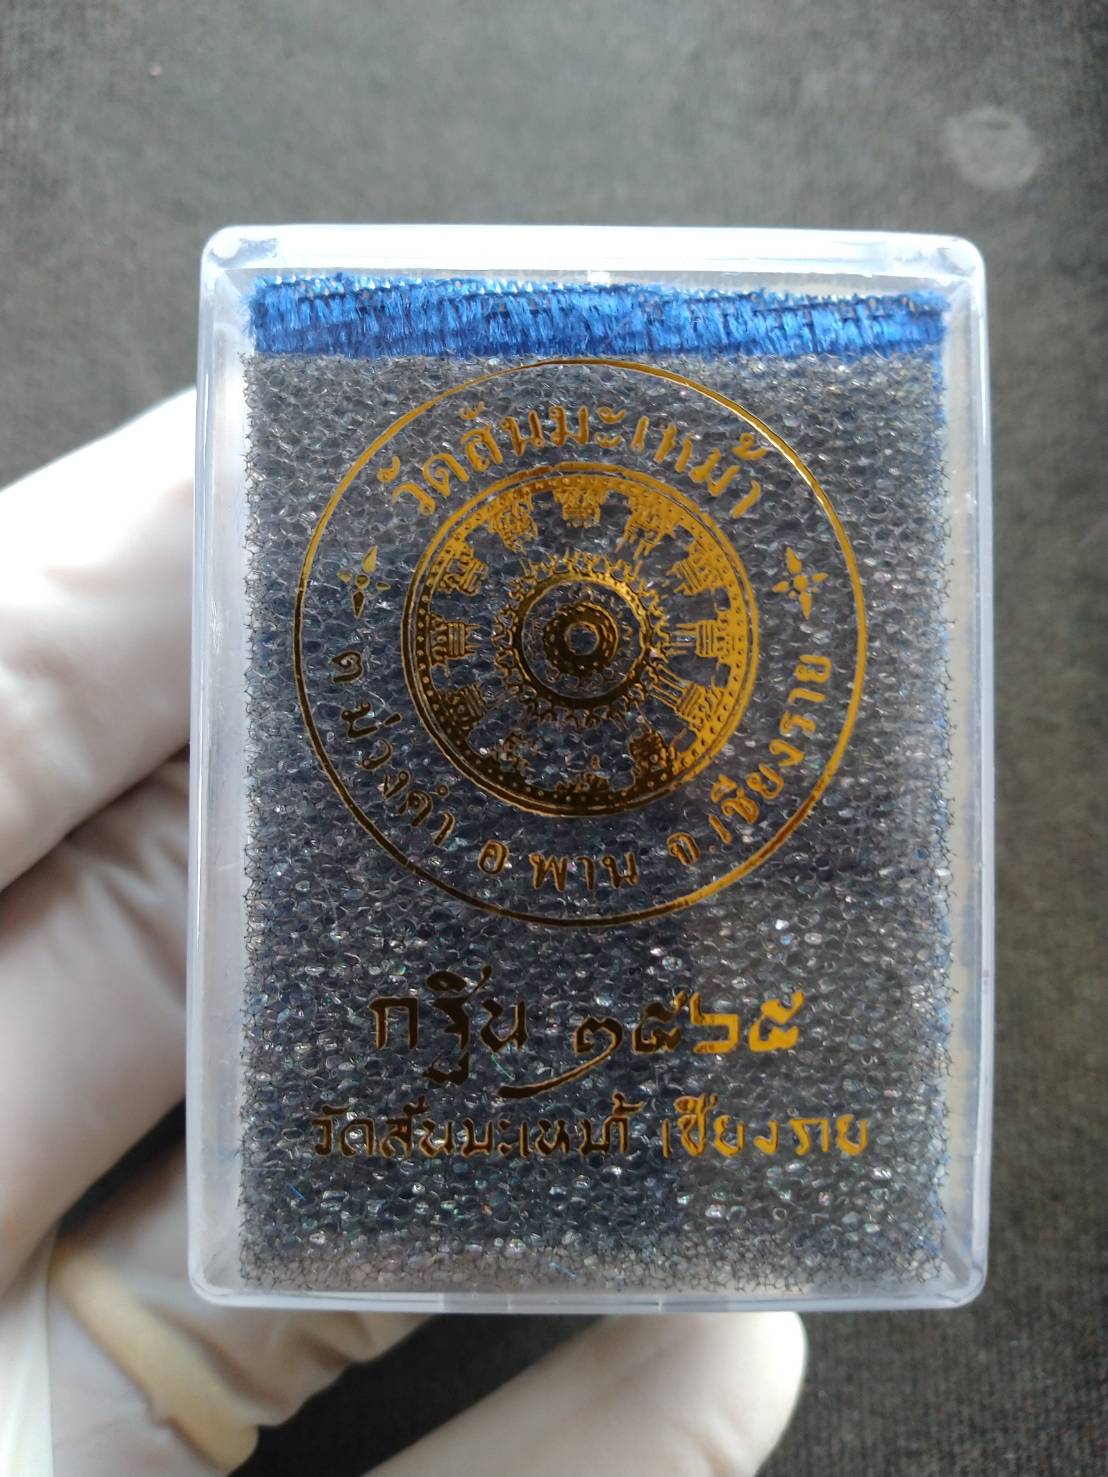 วัดสันมะเหม้า
ต.ม่วงคำ อ.พาน จ.เชียงราย
กฐิน ๓๕๖๕
วัดสันมะเหม้า เชียงราย